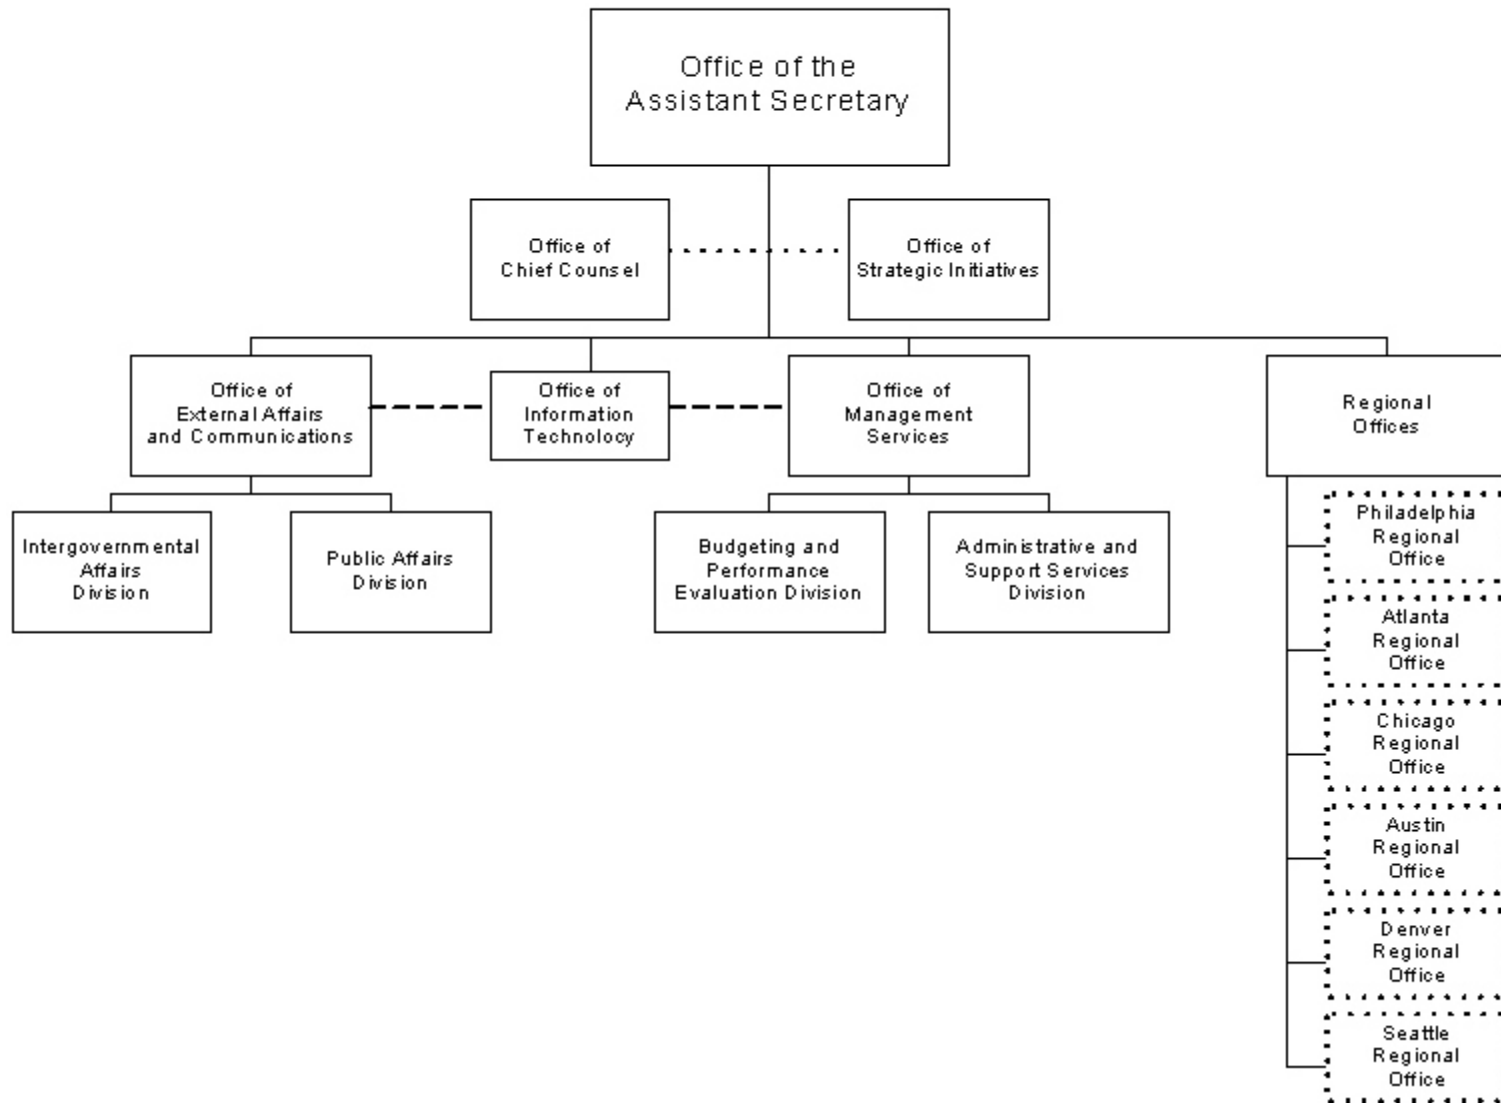 Office of the
Assistant Secretary
Office of
Chief Counsel
Office of
Strategic Initiatives
Office of
External Affairs
and Communications
Office of
Information
Technology
Office of
Management
Services
Regional
Offices
Intergovernmental
Affairs
Division
Public Affairs
Division
Budgeting and
Performance
Evaluation Division
Administrative and
Support Services
Division
Philadelphia
Regional
Office
Atlanta
Regional
Office
Chicago
Regional
Office
Austin
Regional
Office
Denver
Regional
Office
Seattle
Regional
Office